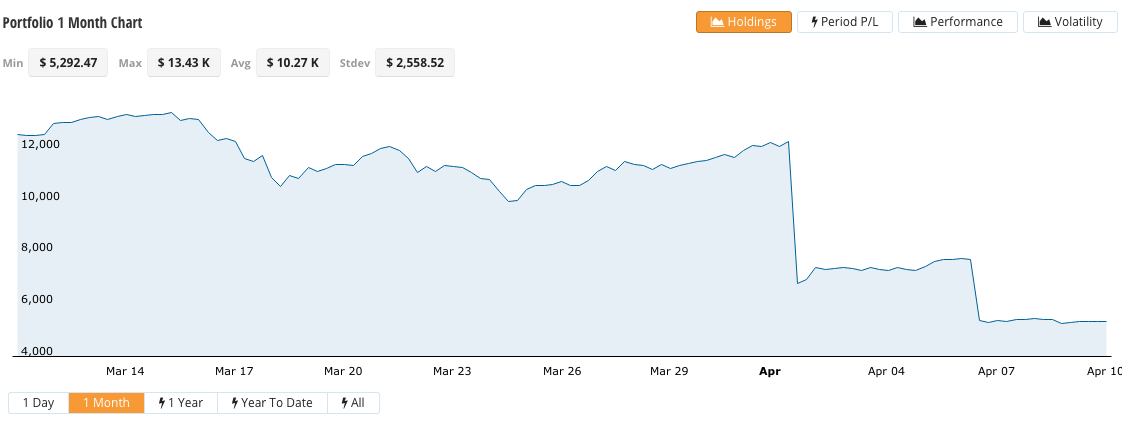 Portfolio 1 Month Chart
Holdings Period P/L Performance Volatility
Min $ 5,292.47 Max $ 13.43 K Avg $ 10.27 K Stdev $ 2,558.52
12,000
10,000
8,000
6,000
4,000
Mar 14 Mar 17 Mar 20 Mar 23 Mar 26 Mar 29 Apr Apr 04 Apr 07 Apr 10
1 Day 1 Month 1 Year Year To Date All